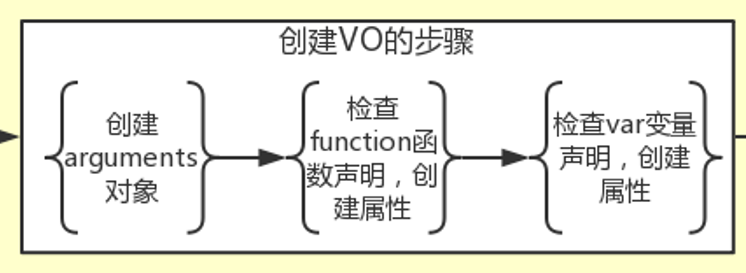 创建VO的步骤
创建
arguments
对象
检查
function函
数声明，创
建属性
检查var变量
声明，创建
属性